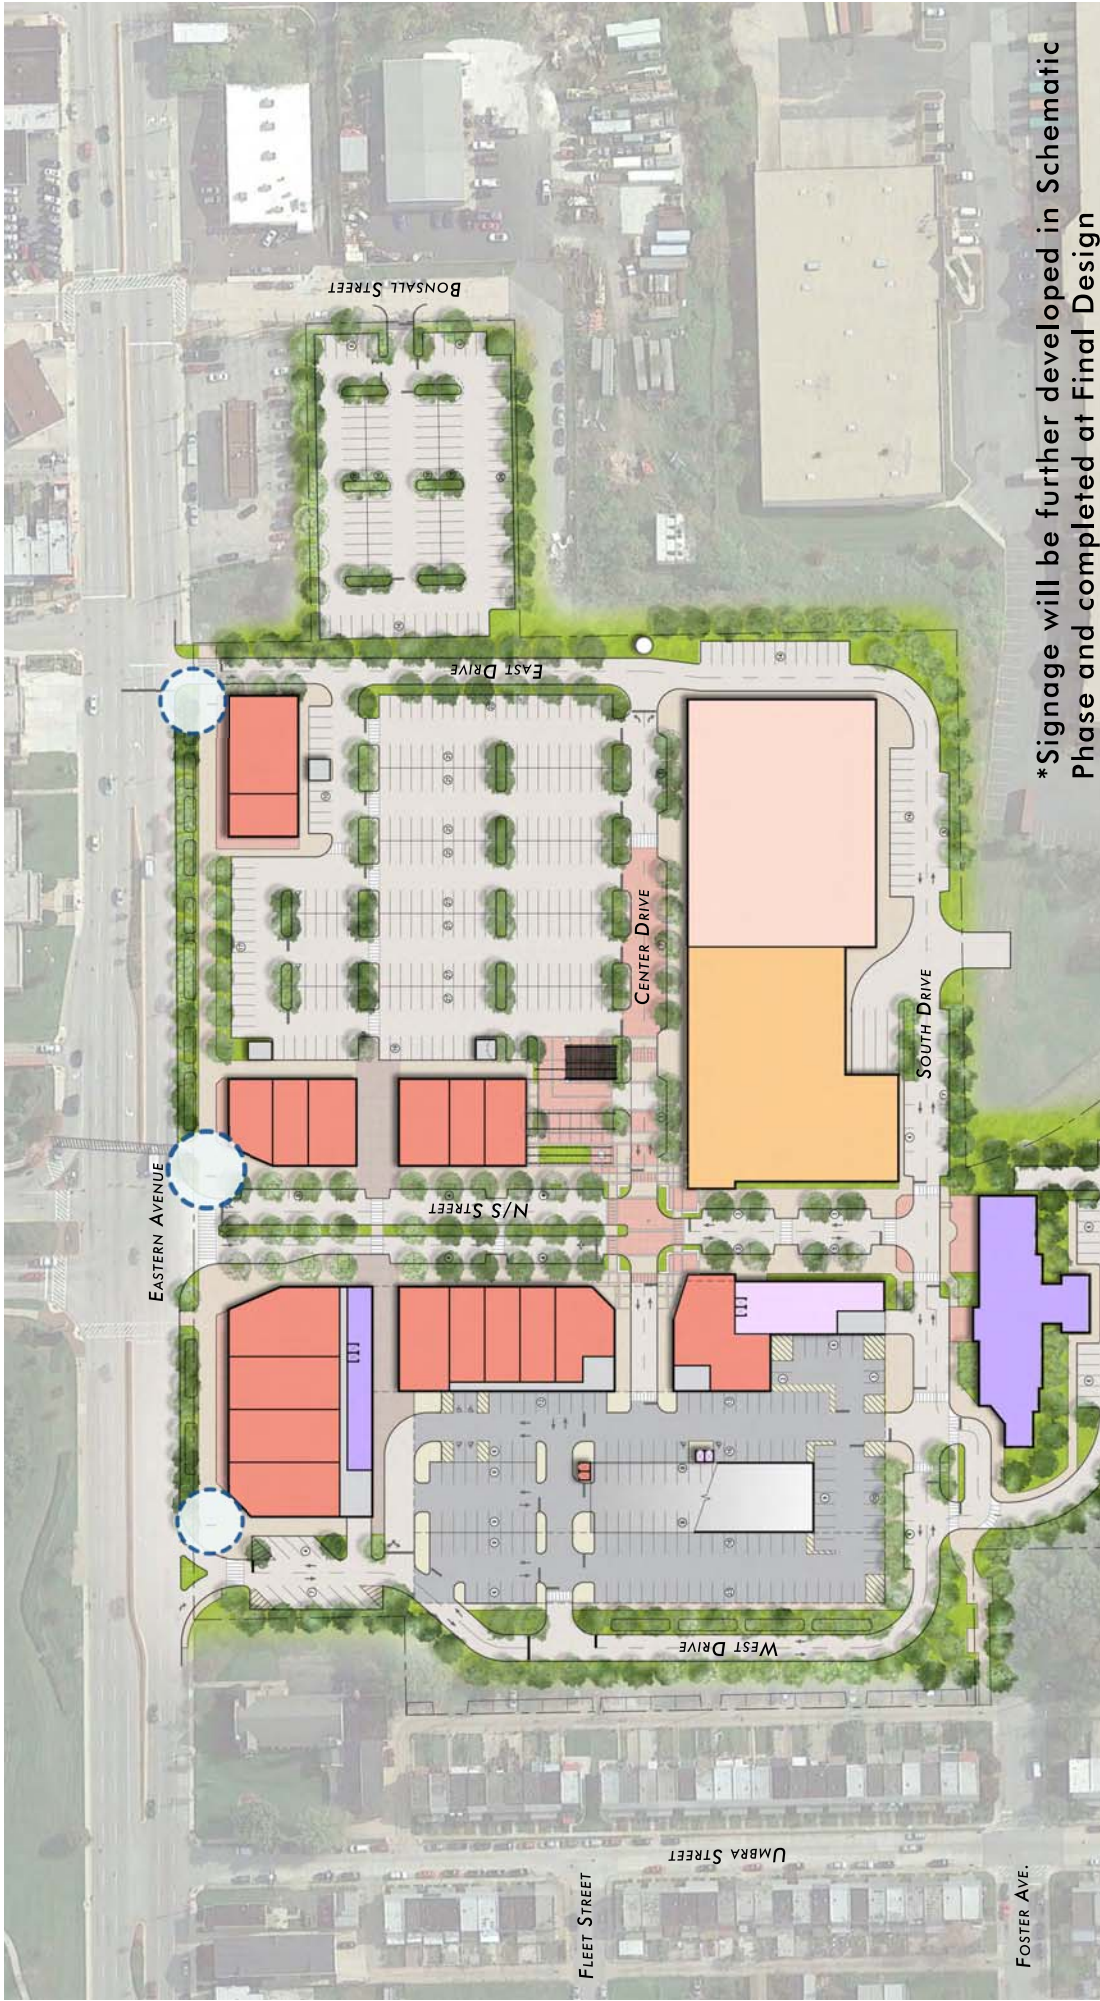 EASTERN AVENUE
BONSALL STREET
EAST DRIVE
CENTER DRIVE
N/S STREET
SOUTH DRIVE
WEST DRIVE
UMBRA STREET
FLEET STREET
FOSTER AVE.
*Signage will be further developed in Schematic
Phase and completed at Final Design